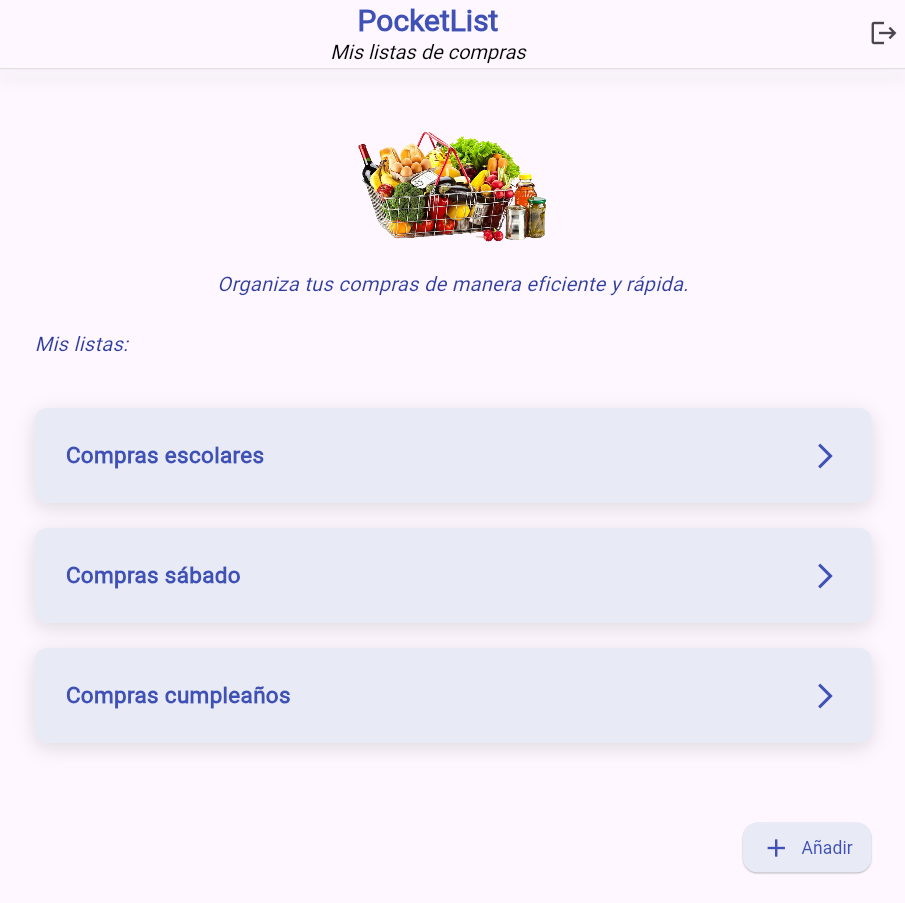 PocketList
Mis listas de compras
Organiza tus compras de manera eficiente y rápida.
Mis listas:
Compras escolares
Compras sábado
Compras cumpleaños
Añadir